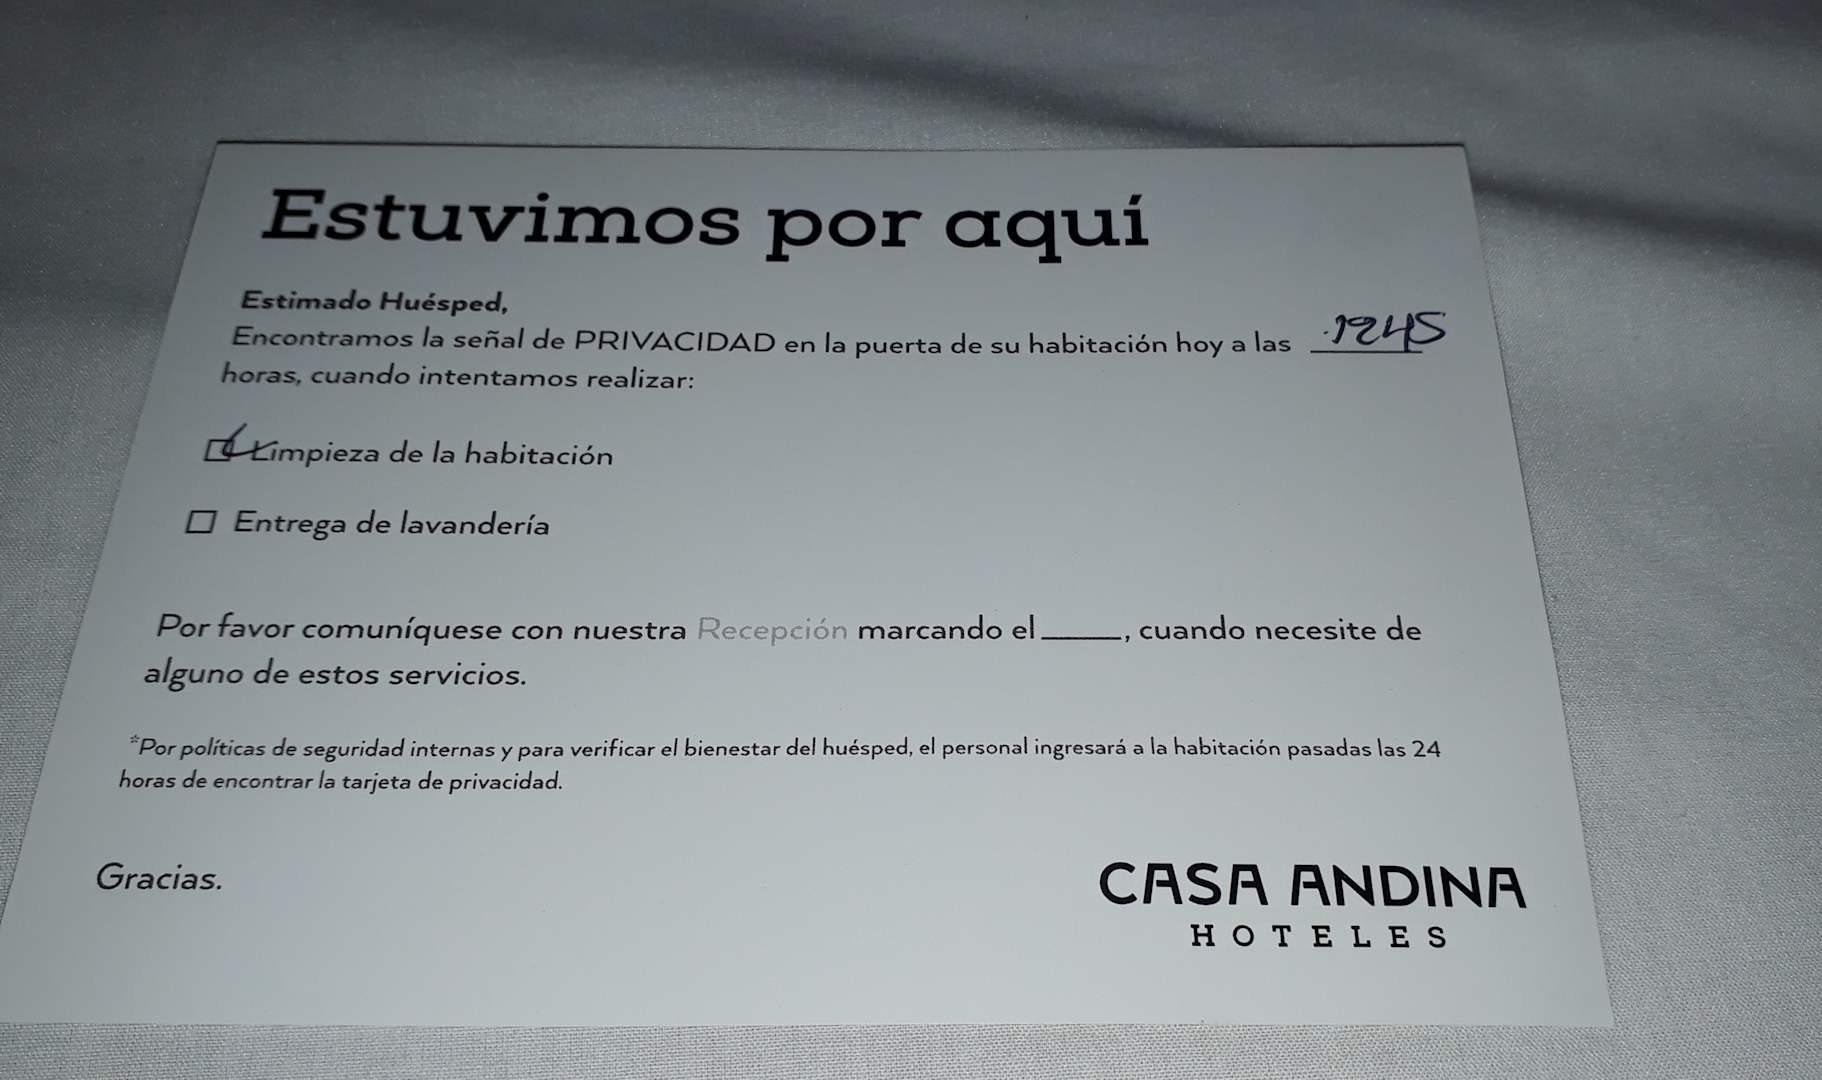 Estuvimos por aquí
Estimado Huésped,
Encontramos la señal de PRIVACIDAD en la puerta de su habitación hoy a las 1245
horas, cuando intentamos realizar:
Limpieza de la habitación
Entrega de lavandería
Por favor comuníquese con nuestra Recepción marcando el______, cuando necesite de
alguno de estos servicios.
*Por políticas de seguridad internas y para verificar el bienestar del huésped, el personal ingresará a la habitación pasadas las 24
horas de encontrar la tarjeta de privacidad.
Gracias.
CASA ANDINA
HOTELES